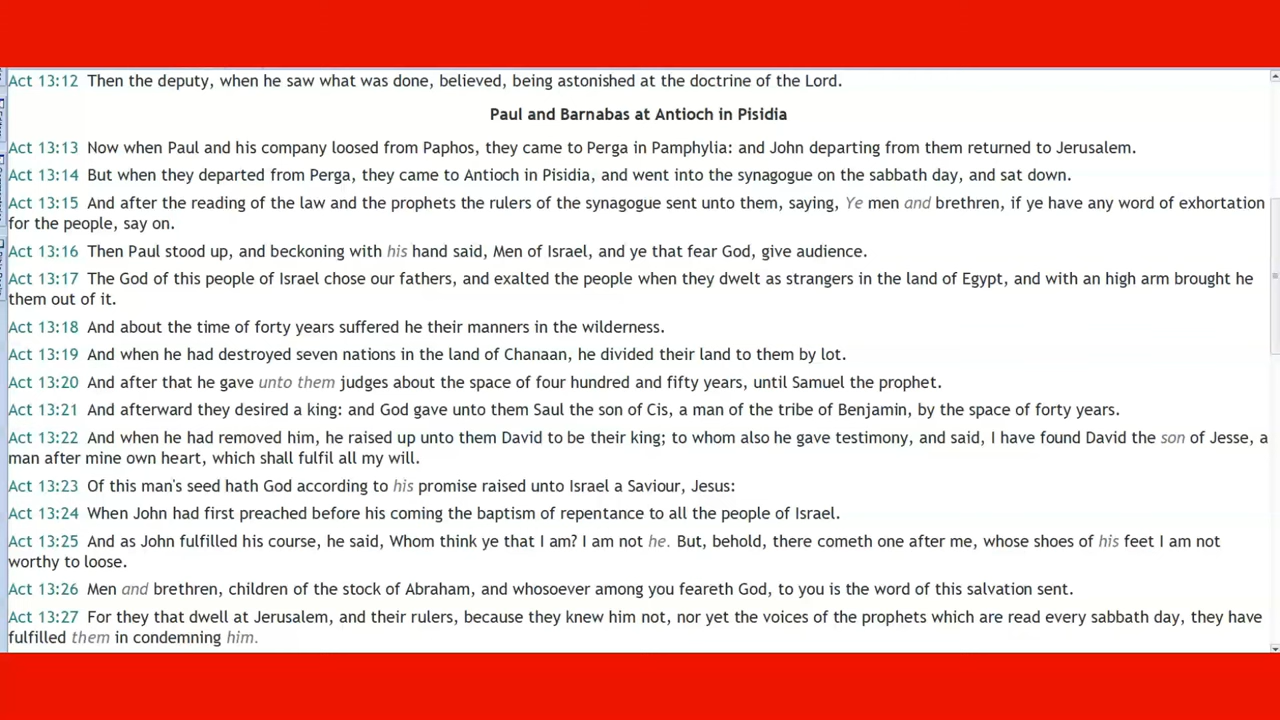 Act 13:12 Then the deputy, when he saw what was done, believed, being astonished at the doctrine of the Lord.
Paul and Barnabas at Antioch in Pisidia
Act 13:13 Now when Paul and his company loosed from Paphos, they came to Perga in Pamphylia: and John departing from them returned to Jerusalem.
Act 13:14 But when they departed from Perga, they came to Antioch in Pisidia, and went into the synagogue on the sabbath day, and sat down.
Act 13:15 And after the reading of the law and the prophets the rulers of the synagogue sent unto them, saying, Ye men and brethren, if ye have any word of exhortation
for the people, say on.
Act 13:16 Then Paul stood up, and beckoning with his hand said, Men of Israel, and ye that fear God, give audience.
Act 13:17 The God of this people of Israel chose our fathers, and exalted the people when they dwelt as strangers in the land of Egypt, and with an high arm brought he
them out of it.
Act 13:18 And about the time of forty years suffered he their manners in the wilderness.
Act 13:19 And when he had destroyed seven nations in the land of Chanaan, he divided their land to them by lot.
Act 13:20 And after that he gave unto them judges about the space of four hundred and fifty years, until Samuel the prophet.
Act 13:21 And afterward they desired a king: and God gave unto them Saul the son of Cis, a man of the tribe of Benjamin, by the space of forty years.
Act 13:22 And when he had removed him, he raised up unto them David to be their king; to whom also he gave testimony, and said, I have found David the son of Jesse, a
man after mine own heart, which shall fulfil all my will.
Act 13:23 Of this man's seed hath God according to his promise raised unto Israel a Saviour, Jesus:
Act 13:24 When John had first preached before his coming the baptism of repentance to all the people of Israel.
Act 13:25 And as John fulfilled his course, he said, Whom think ye that I am? I am not he. But, behold, there cometh one after me, whose shoes of his feet I am not
worthy to loose.
Act 13:26 Men and brethren, children of the stock of Abraham, and whosoever among you feareth God, to you is the word of this salvation sent.
Act 13:27 For they that dwell at Jerusalem, and their rulers, because they knew him not, nor yet the voices of the prophets which are read every sabbath day, they have
fulfilled them in condemning him.